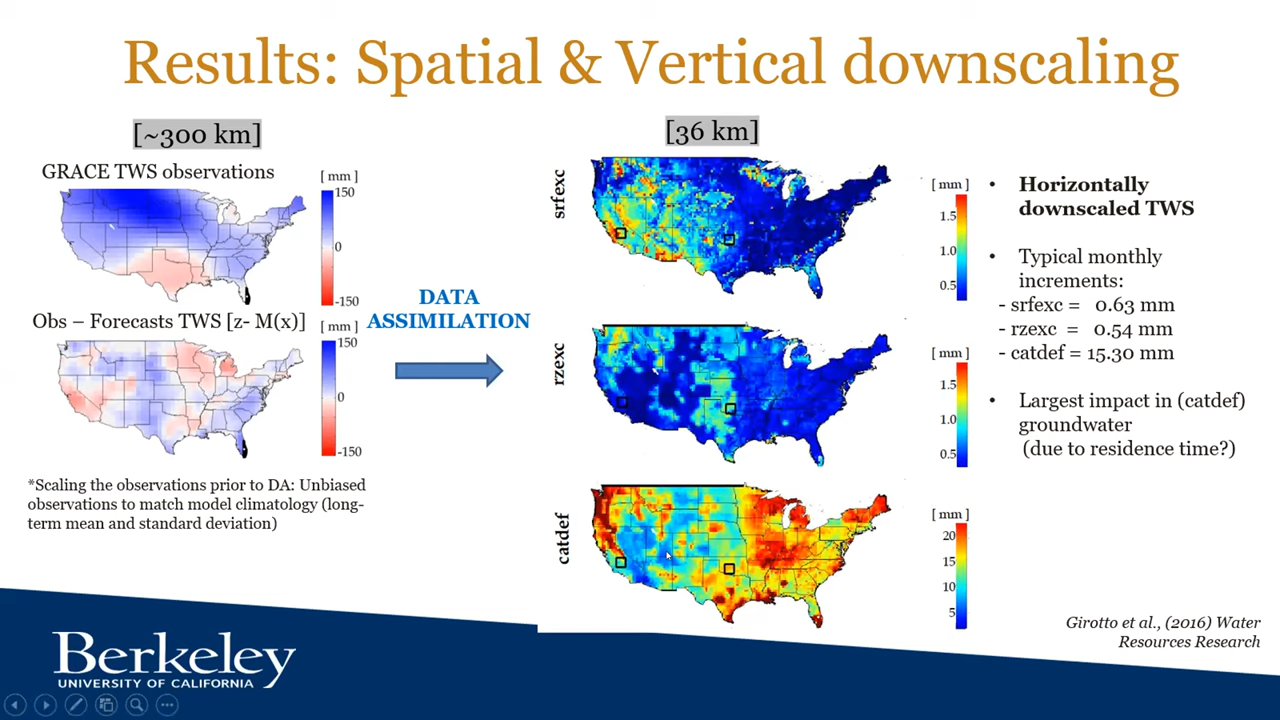 Results: Spatial & Vertical downscaling
[~300 km]
GRACE TWS observations
[ mm ]
150
0
-150
Obs – Forecasts TWS [z- M(x)]
[ mm ]
150
0
-150
*Scaling the observations prior to DA: Unbiased
observations to match model climatology (long-
term mean and standard deviation)
DATA
ASSIMILATION
[36 km]
srfexc
[ mm ]
1.5
1.0
0.5
rzexc
[ mm ]
1.5
1.0
0.5
catdef
[ mm ]
20
15
10
5
• Horizontally
downscaled TWS
• Typical monthly
increments:
- srfexc = 0.63 mm
- rzexc = 0.54 mm
- catdef = 15.30 mm
• Largest impact in (catdef)
groundwater
(due to residence time?)
Girotto et al., (2016) Water
Resources Research
Berkeley
UNIVERSITY OF CALIFORNIA